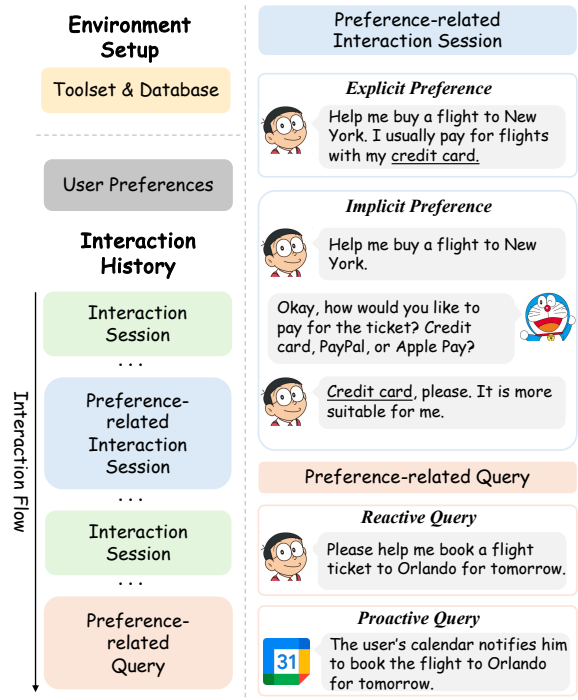 Environment
Setup
Toolset & Database
User Preferences
Interaction
History
Interaction Flow
Interaction
Session
...
Preference-
related
Interaction
Session
...
Interaction
Session
...
Preference-
related
Query
Preference-related
Interaction Session
Explicit Preference
Help me buy a flight to New
York. I usually pay for flights
with my credit card.
Implicit Preference
Help me buy a flight to New
York.
Okay, how would you like to
pay for the ticket? Credit
card, PayPal, or Apple Pay?
Credit card, please. It is more
suitable for me.
Preference-related Query
Reactive Query
Please help me book a flight
ticket to Orlando for tomorrow.
Proactive Query
31
The user's calendar notifies him
to book the flight to Orlando
for tomorrow.